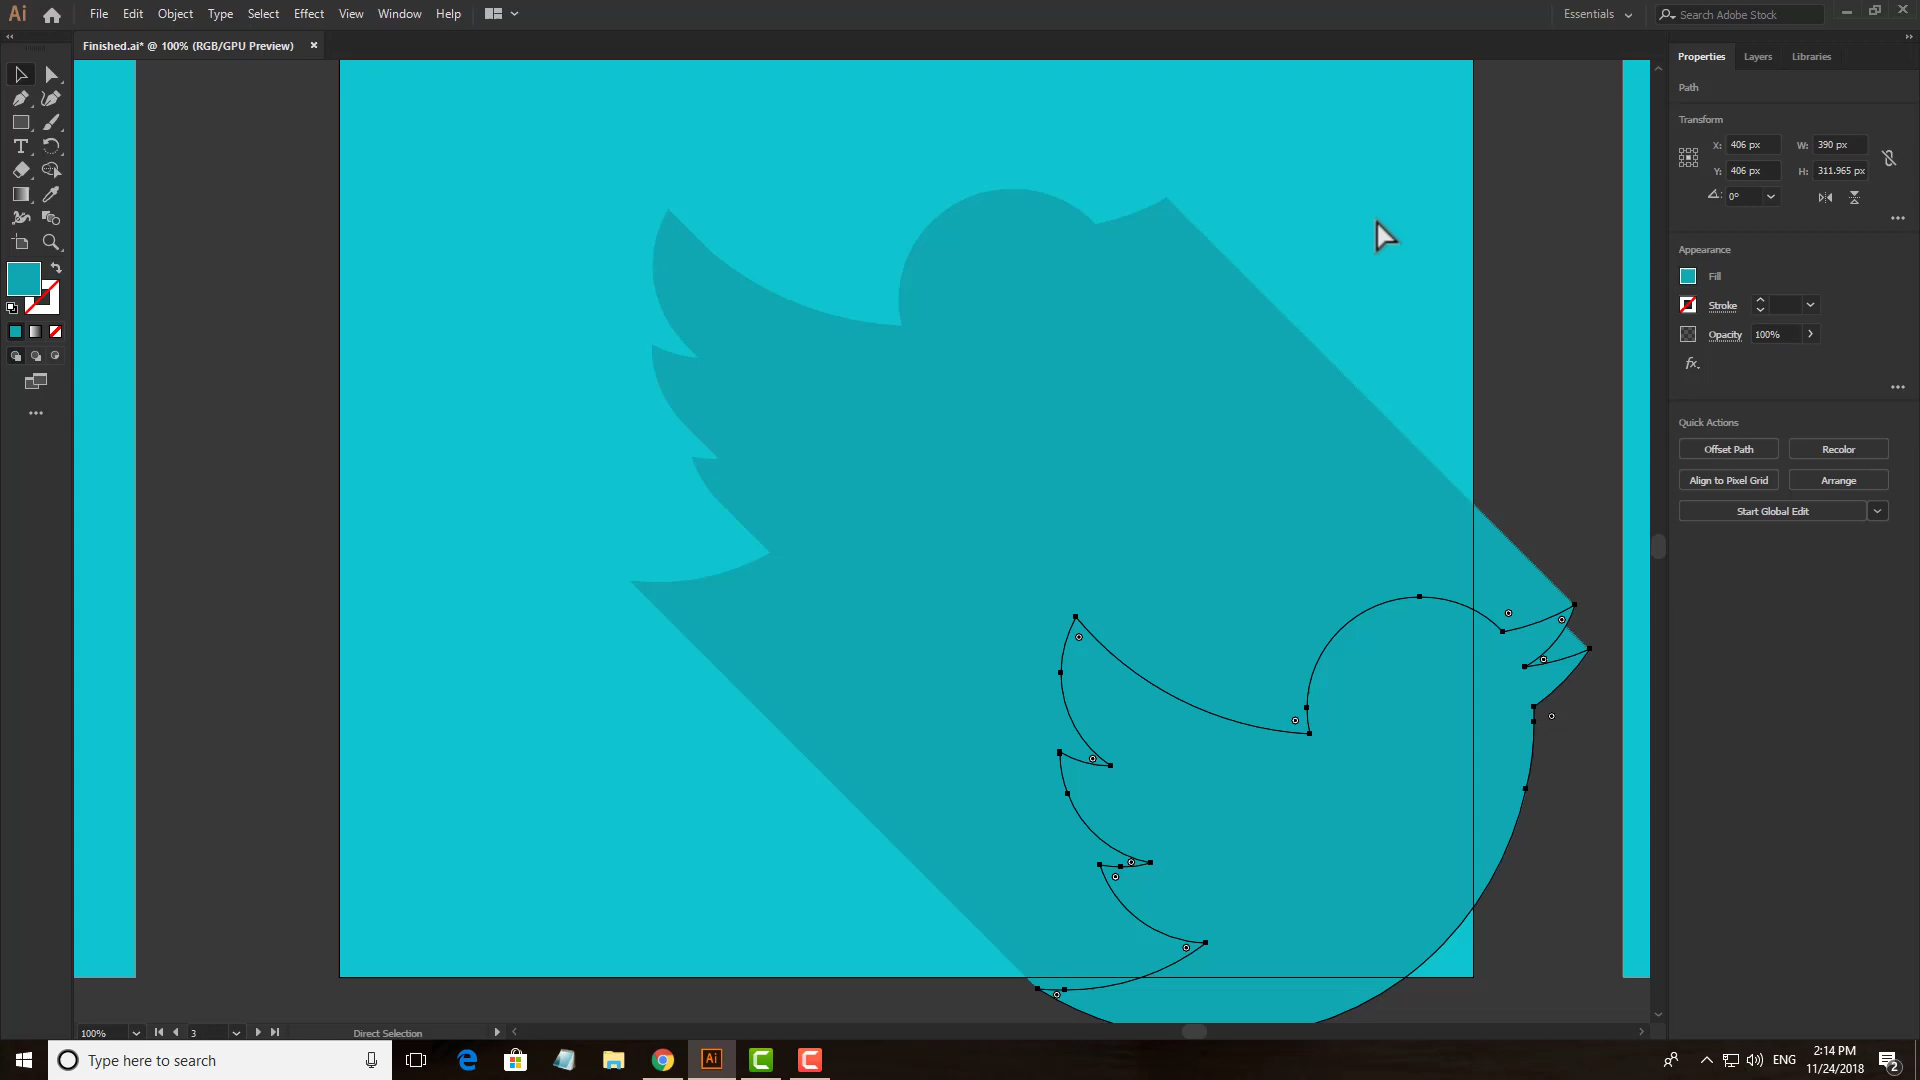 Ai File Edit Object Type Select Effect View Window Help Essentials Search Adobe Stock
Finished.ai* @ 100% (RGB/GPU Preview) ×
Properties Layers Libraries
Path
Transform
X: 406 px W: 390 px
Y: 406 px H: 311.965 px
0°
Appearance
Fill
Stroke
Opacity 100%
fx.
Quick Actions
Offset Path Recolor
Align to Pixel Grid Arrange
Start Global Edit
100% 3 Direct Selection
Type here to search Ai ENG 2:14 PM
11/24/2018 2